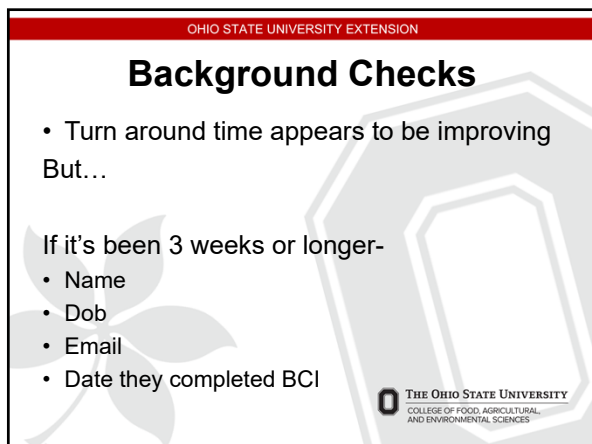 OHIO STATE UNIVERSITY EXTENSION
Background Checks
• Turn around time appears to be improving
But…
If it's been 3 weeks or longer-
• Name
• Dob
• Email
• Date they completed BCI
THE OHIO STATE UNIVERSITY
COLLEGE OF FOOD, AGRICULTURAL,
AND ENVIRONMENTAL SCIENCES